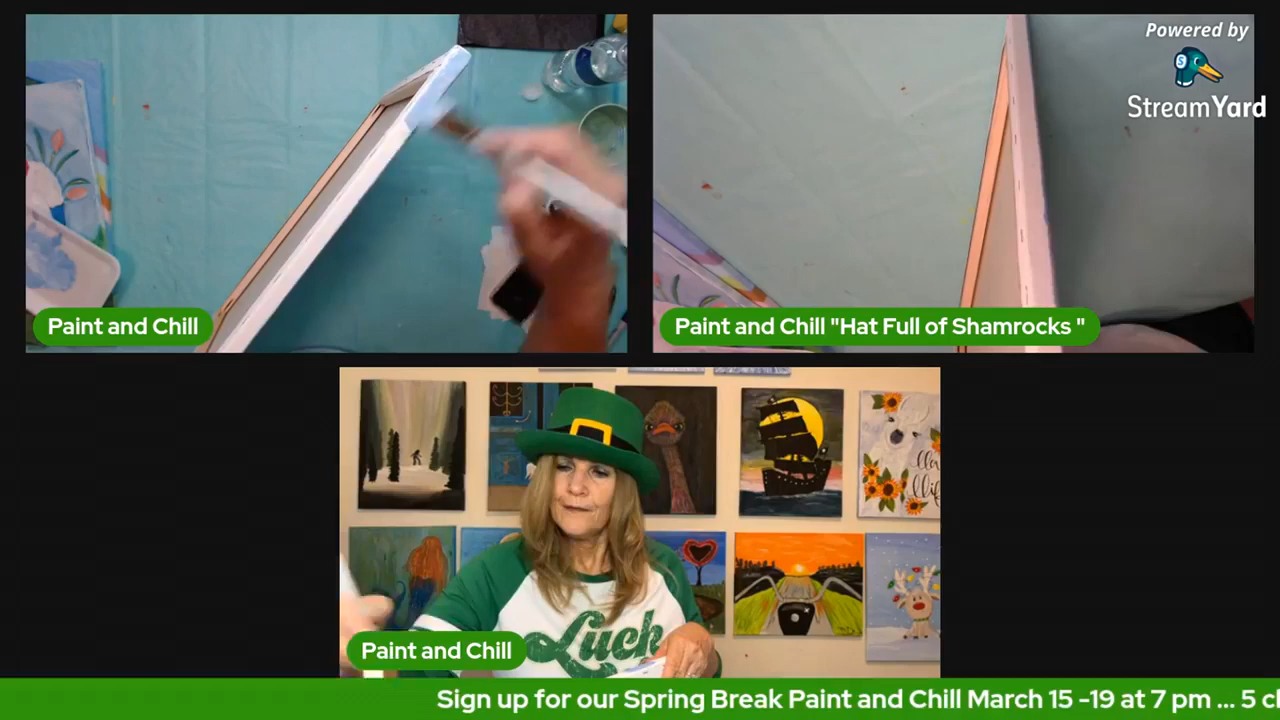 Powered by
StreamYard
Paint and Chill
Paint and Chill "Hat Full of Shamrocks "
Luck
Paint and Chill
Sign up for our Spring Break Paint and Chill March 15 -19 at 7 pm ... 5 cl